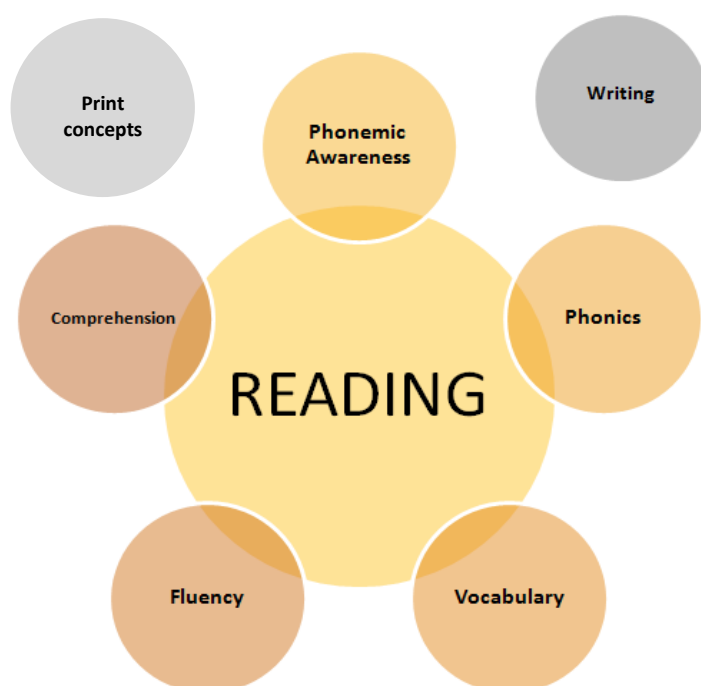 Print
concepts
Phonemic
Awareness
Writing
Comprehension
Phonics
READING
Fluency
Vocabulary